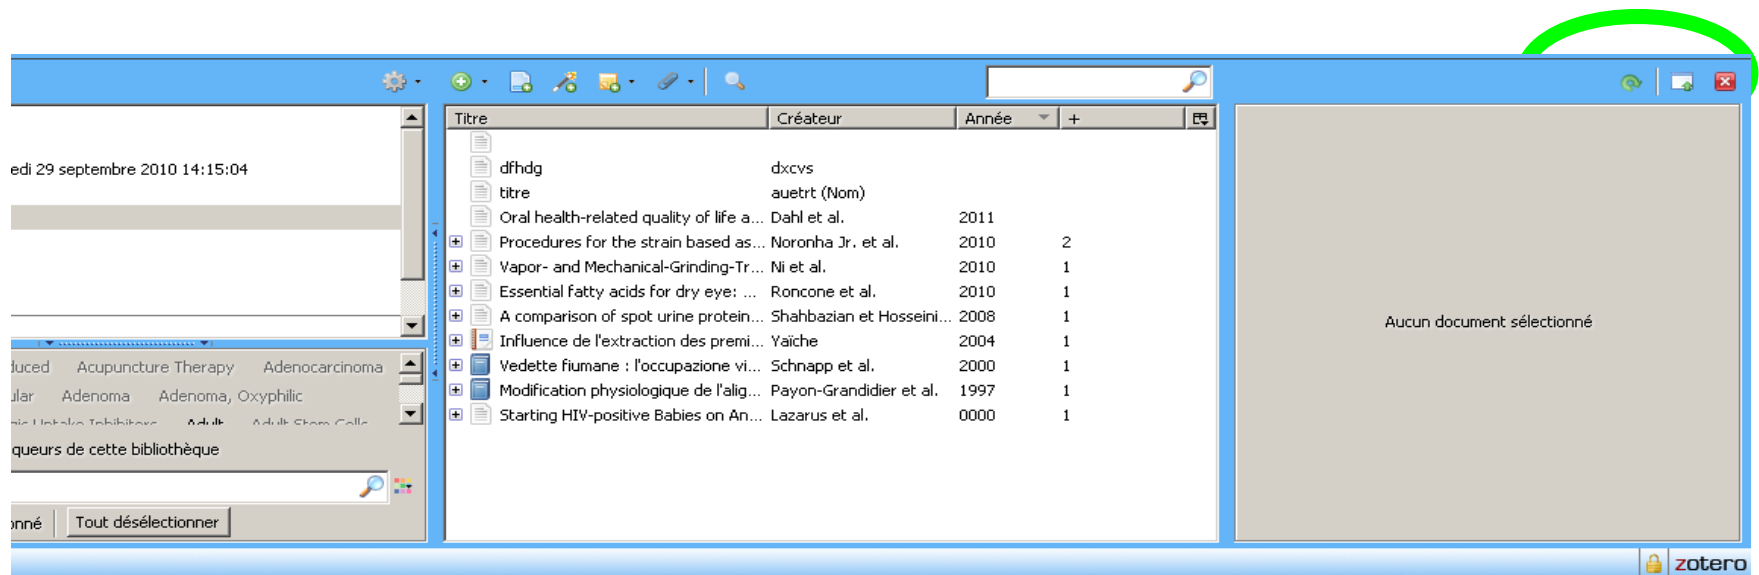 edi 29 septembre 2010 14:15:04
Acupuncture Therapy Adenocarcinoma
Adenoma Adenoma, Oxyphilic
Adult Adult Stem Cells
queurs de cette bibliothèque
onné Tout désélectionner
Titre Créateur Année +
dfhdg dxcvs
titre auetrt (Nom)
Oral health-related quality of life a... Dahl et al. 2011
Procedures for the strain based as... Noronha Jr. et al. 2010 2
Vapor- and Mechanical-Grinding-Tr... Ni et al. 2010 1
Essential fatty acids for dry eye: ... Roncone et al. 2010 1
A comparison of spot urine protein... Shahbazian et Hosseini... 2008 1
Influence de l'extraction des premi... Yaïche 2004 1
Vedette fiumane : l'occupazione vi... Schnapp et al. 2000 1
Modification physiologique de l'alig... Payon-Grandidier et al. 1997 1
Starting HIV-positive Babies on An... Lazarus et al. 0000 1
Aucun document sélectionné
zotero